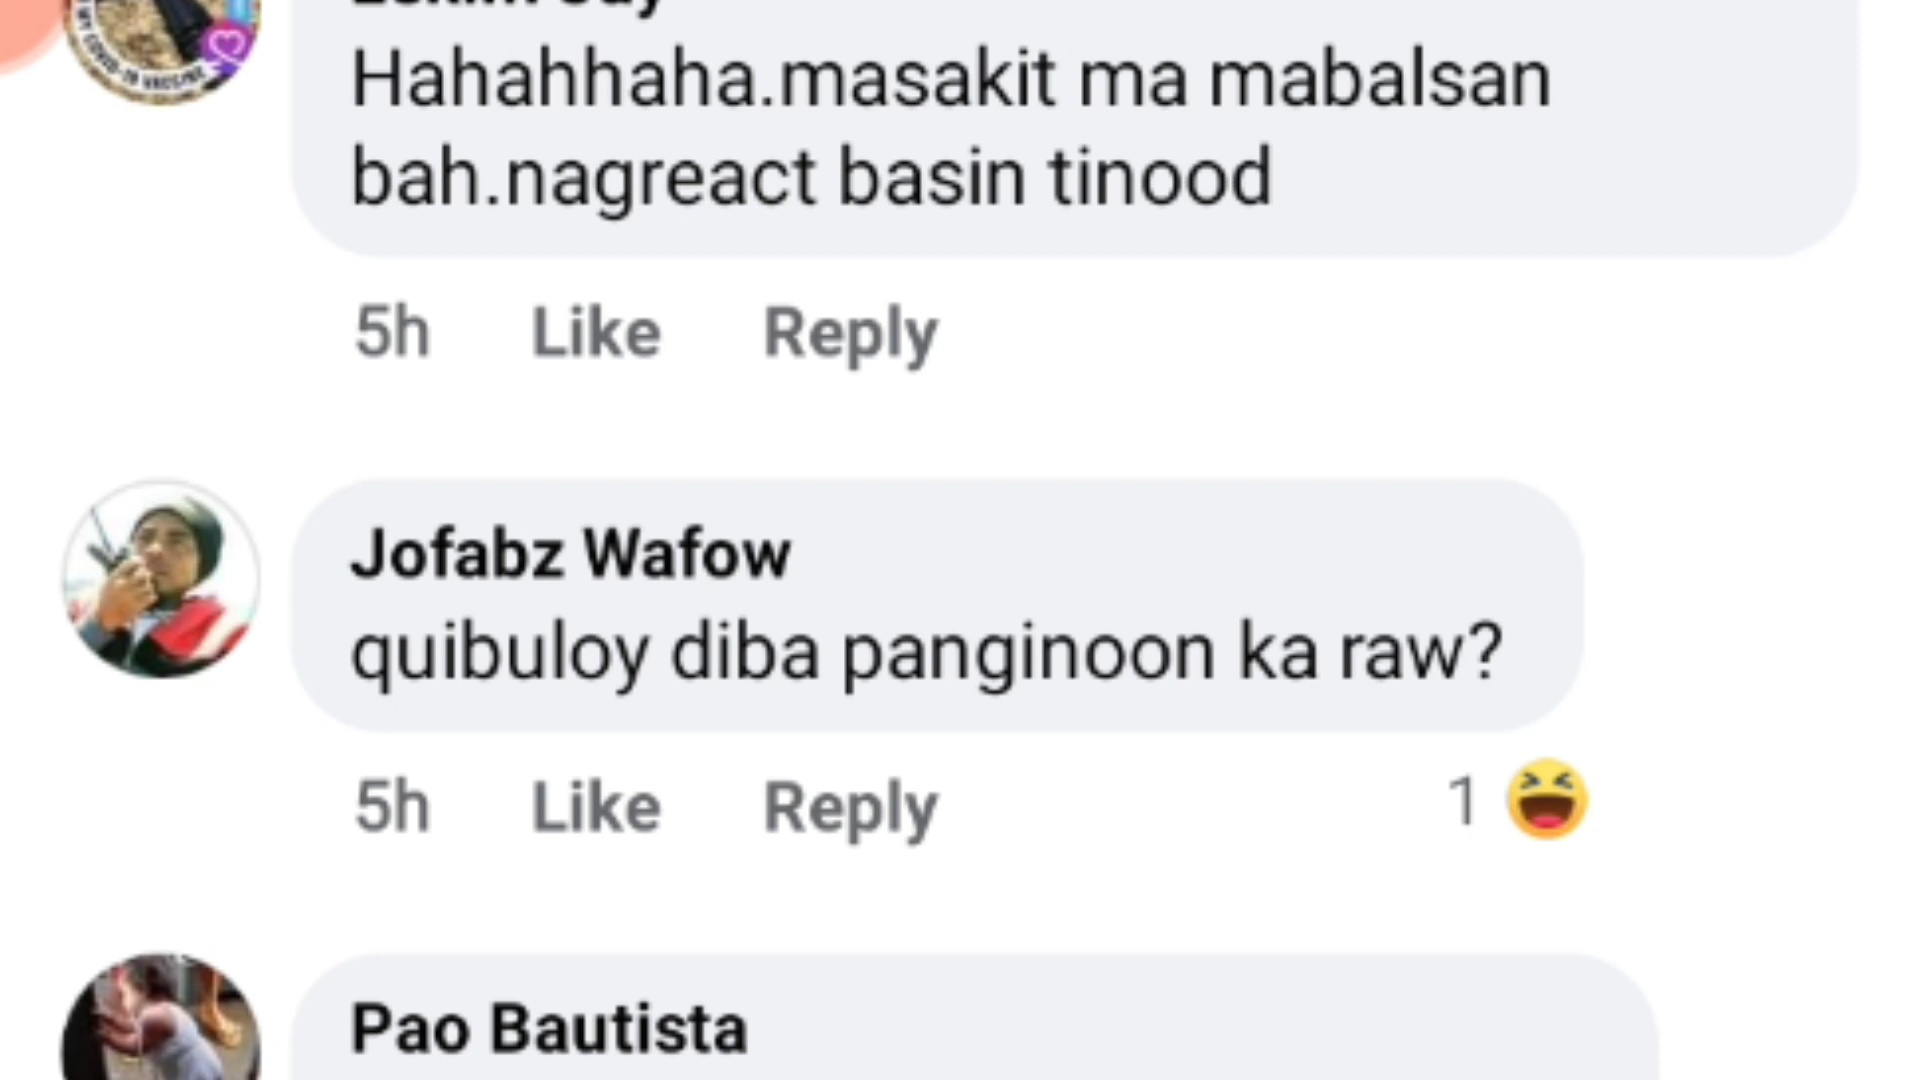 Hahahhaha.masakit ma mabalsan
bah.nagreact basin tinood
5h Like Reply
Jofabz Wafow
quibuloy diba panginoon ka raw?
5h Like Reply 1
Pao Bautista